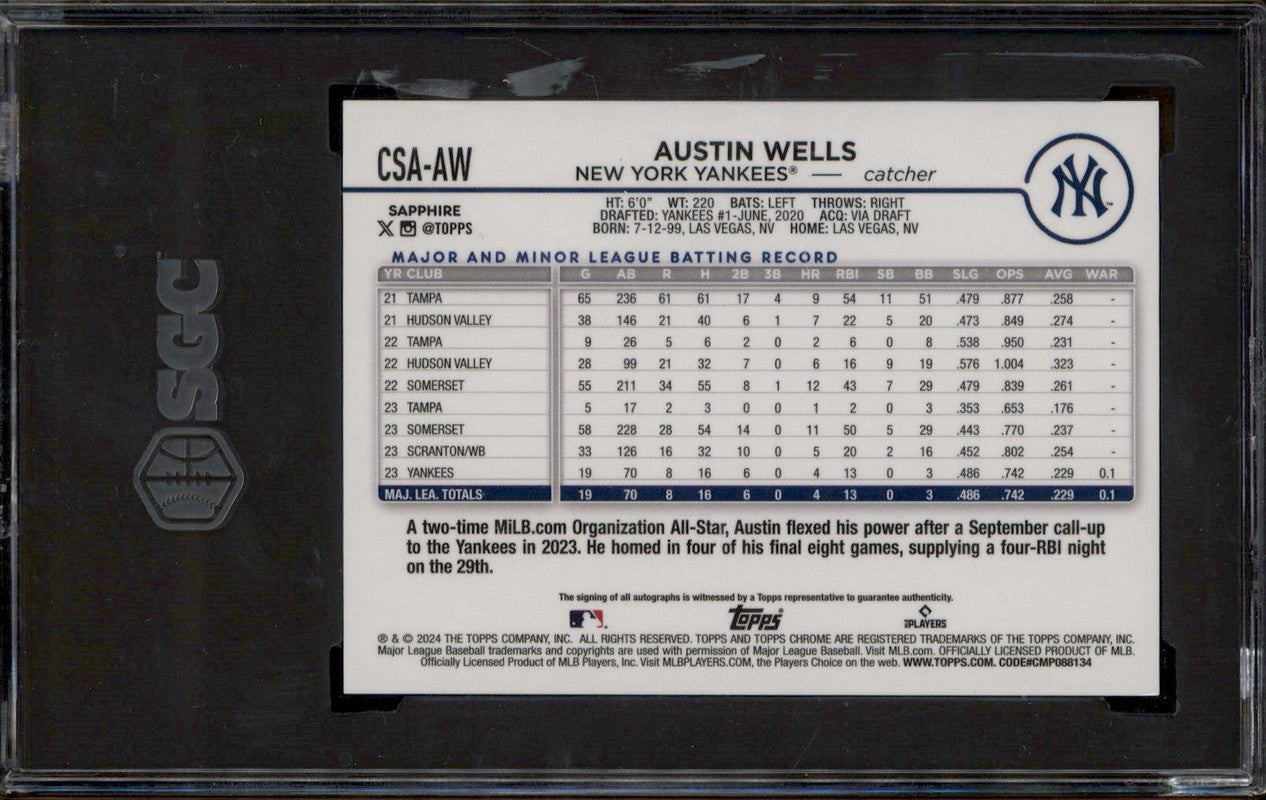 CSA-AW
AUSTIN WELLS
NEW YORK YANKEES® — catcher
NY
SAPPHIRE
X @TOPPS
HT: 6'0" WT: 220 BATS: LEFT THROWS: RIGHT
DRAFTED: YANKEES #1-JUNE, 2020 ACQ: VIA DRAFT
BORN: 7-12-99, LAS VEGAS, NV HOME: LAS VEGAS, NV
MAJOR AND MINOR LEAGUE BATTING RECORD
YR CLUB G AB R H 2B 3B HR RBI SB BB SLG OPS AVG WAR
21 TAMPA 65 236 61 61 17 4 9 54 11 51 .479 .877 .258 -
21 HUDSON VALLEY 38 146 21 40 6 1 7 22 5 20 .473 .849 .274 -
22 TAMPA 9 26 5 6 2 0 2 6 0 8 .538 .950 .231 -
22 HUDSON VALLEY 28 99 21 32 7 0 6 16 9 19 .576 1.004 .323 -
22 SOMERSET 55 211 34 55 8 1 12 43 7 29 .479 .839 .261 -
23 TAMPA 5 17 2 3 0 0 1 2 0 3 .353 .653 .176 -
23 SOMERSET 58 228 28 54 14 0 11 50 5 29 .443 .770 .237 -
23 SCRANTON/WB 33 126 16 32 10 0 5 20 2 16 .452 .802 .254 -
23 YANKEES 19 70 8 16 6 0 4 13 0 3 .486 .742 .229 0.1
MAJ. LEA. TOTALS 19 70 8 16 6 0 4 13 0 3 .486 .742 .229 0.1
A two-time MiLB.com Organization All-Star, Austin flexed his power after a September call-up
to the Yankees in 2023. He homed in four of his final eight games, supplying a four-RBI night
on the 29th.
The signing of all autographs is witnessed by a Topps representative to guarantee authenticity.
Topps PLAYERS
® & © 2024 THE TOPPS COMPANY, INC. ALL RIGHTS RESERVED. TOPPS AND TOPPS CHROME ARE REGISTERED TRADEMARKS OF THE TOPPS COMPANY, INC.
Major League Baseball trademarks and copyrights are used with permission of Major League Baseball. Visit MLB.com. OFFICIALLY LICENSED PRODUCT OF MLB.
Officially Licensed Product of MLB Players, Inc. Visit MLBPLAYERS.COM, the Players Choice on the web. WWW.TOPPS.COM. CODE#CMP088134
SGC